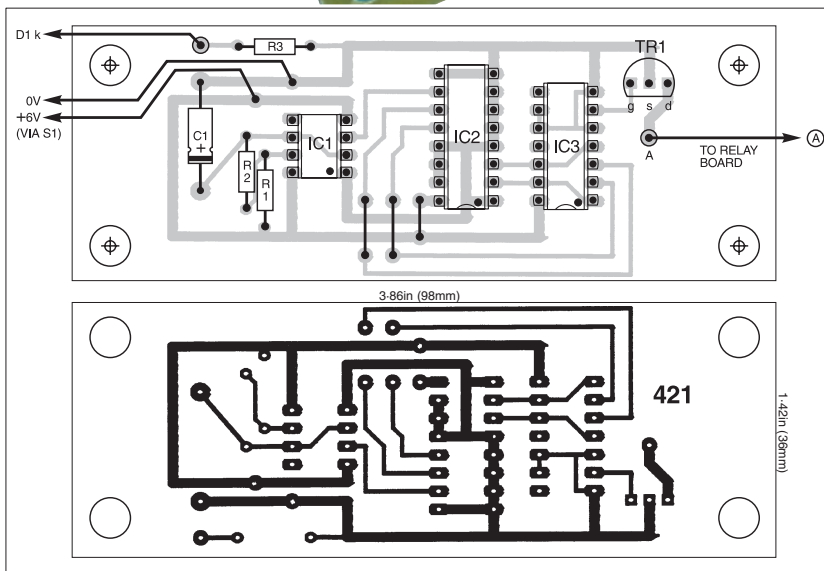 D1 k
R3
TR1
0V
+6V
(VIA S1)
C1
+
R
2
R
1
IC1
IC2
IC3
g s d
A
TO RELAY
BOARD
A
3·86in (98mm)
421
1·42in (36mm)